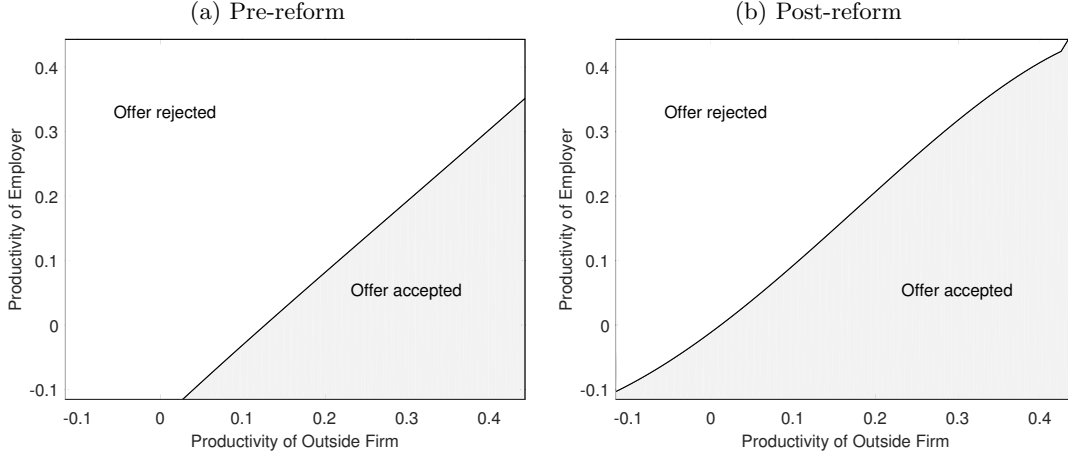 (a) Pre-reform
0.4
0.3
0.2
0.1
0
-0.1
Productivity of Employer
Offer rejected
Offer accepted
-0.1 0 0.1 0.2 0.3 0.4
Productivity of Outside Firm
(b) Post-reform
0.4
0.3
0.2
0.1
0
-0.1
Productivity of Employer
Offer rejected
Offer accepted
-0.1 0 0.1 0.2 0.3 0.4
Productivity of Outside Firm